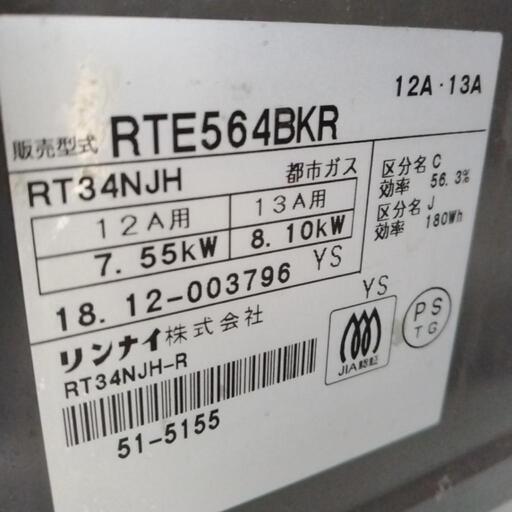 12A・13A
販売型式 RTE564BKR
RT34NJH 都市ガス
12A用 13A用
7.55kW 8.10kW
区分名 C
効率 56.3%
区分名 J
効率 180Wh
18.12-003796 YS
リンナイ株式会社
YS
RT34NJH-R
JIA認証
PS
TG
51-5155